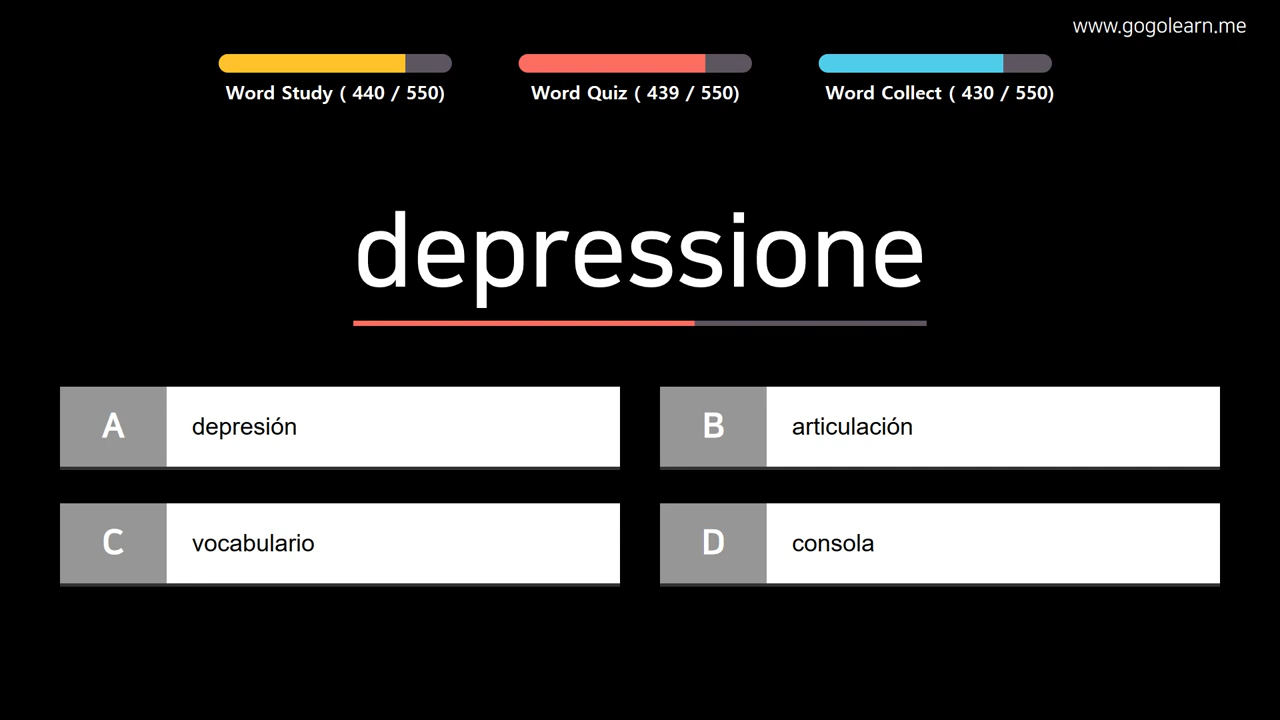 www.gogolearn.me
Word Study ( 440 / 550)
Word Quiz ( 439 / 550)
Word Collect ( 430 / 550)
depressione
A depresión
B articulación
C vocabulario
D consola